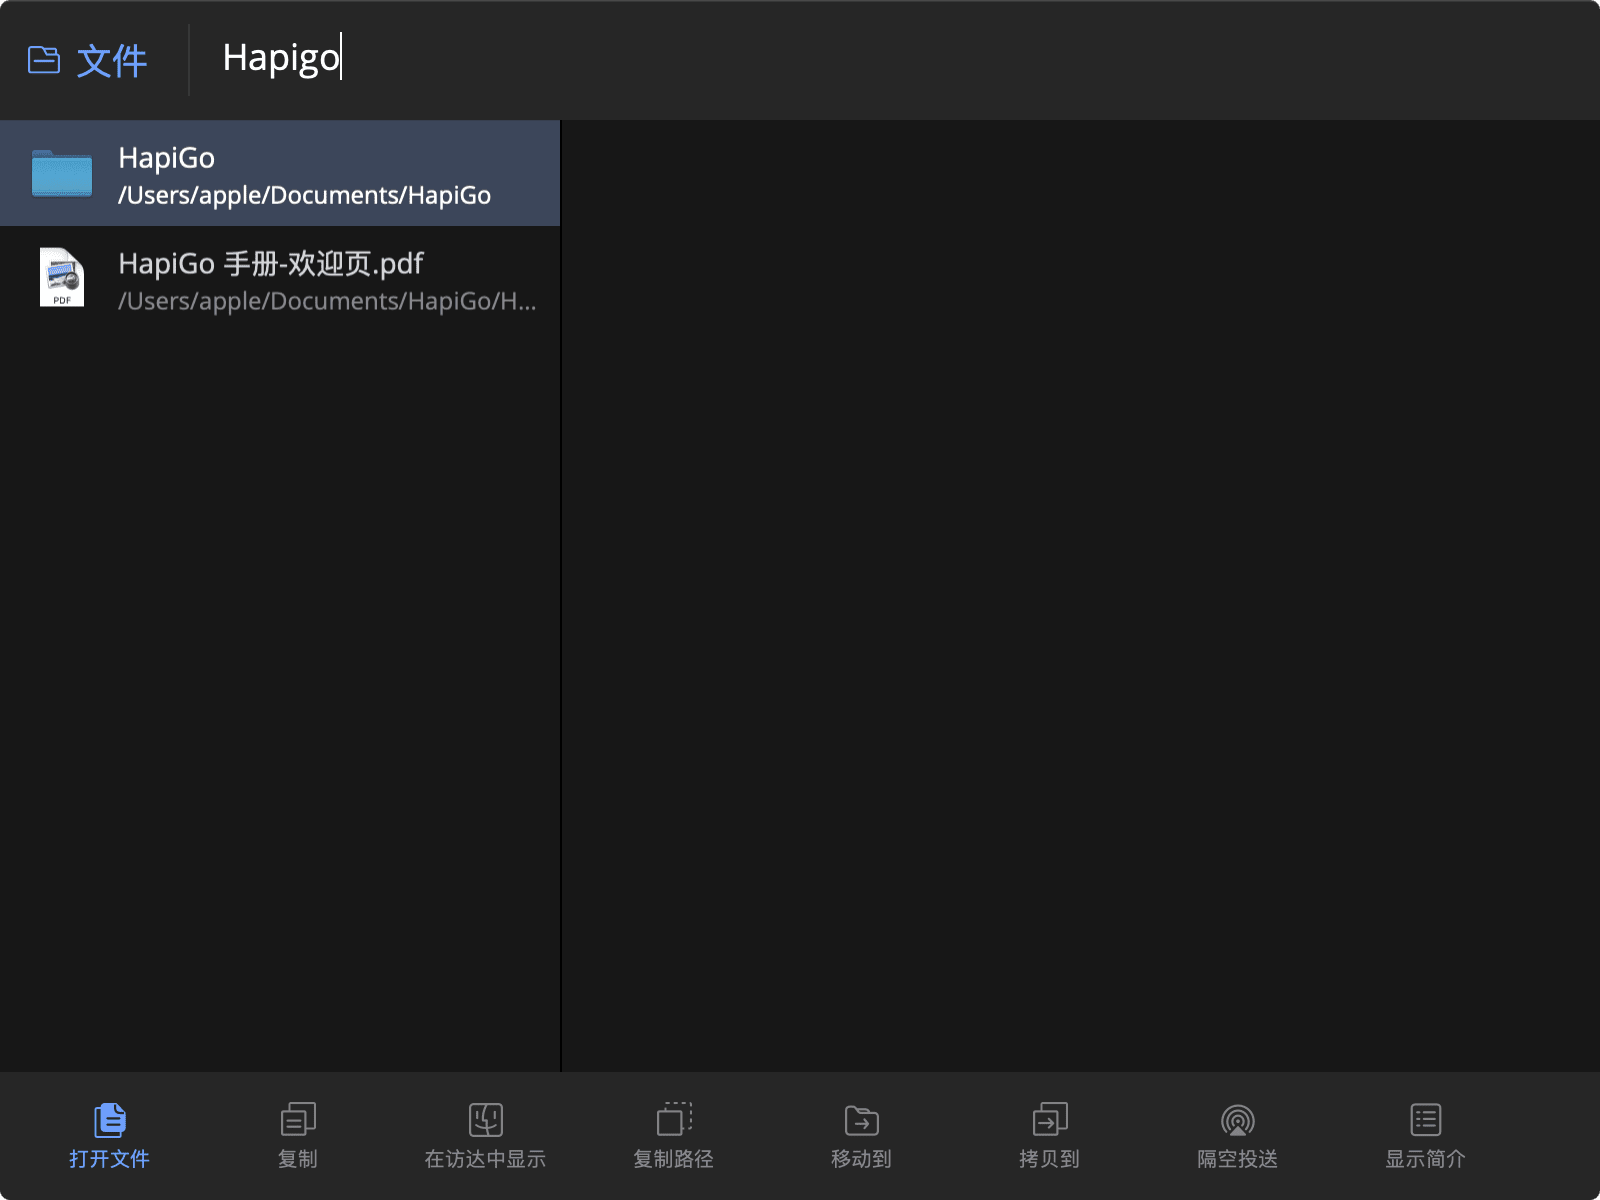 文件
Hapigo
HapiGo
/Users/apple/Documents/HapiGo
HapiGo 手册-欢迎页.pdf
PDF
/Users/apple/Documents/HapiGo/H...
打开文件
复制
在访达中显示
复制路径
移动到
拷贝到
隔空投送
显示简介